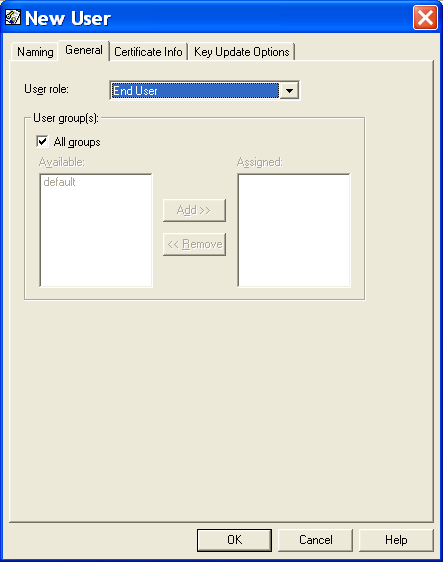 New User
Naming General Certificate Info Key Update Options
User role: End User
User group(s):
All groups
Available: Assigned:
default
Add >>
<< Remove
OK Cancel Help